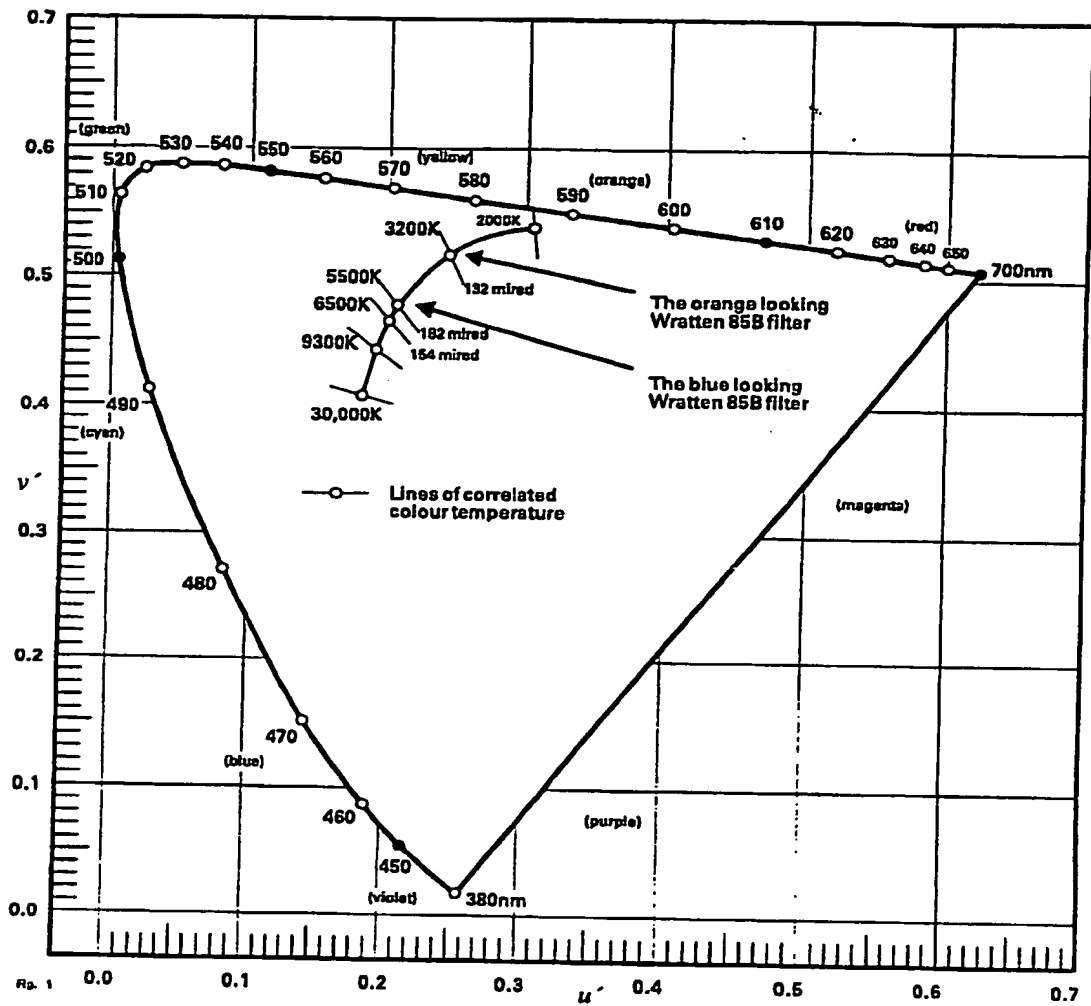 0.7
0.6
0.5
0.4
v´
0.3
0.2
0.1
0.0
(green)
520
530
540
550
560
570
(yellow)
580
590
(orange)
600
610
620
(red)
630
640
650
700nm
510
500
490
(cyan)
480
470
(blue)
460
450
(violet)
380nm
(purple)
(magenta)
2000K
3200K
132 mired
5500K
6500K
182 mired
9300K
154 mired
30,000K
The orange looking
Wratten 85B filter
The blue looking
Wratten 85B filter
Lines of correlated
colour temperature
Fig. 1
0.0
0.1
0.2
0.3
u´
0.5
0.6
0.7